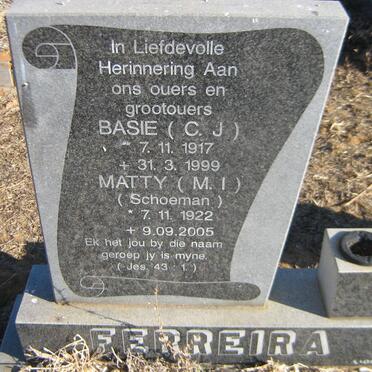 In Liefdevolle
Herinnering Aan
ons ouers en
grootouers
BASIE ( C. J )
* 7. 11. 1917
+ 31. 3. 1999
MATTY ( M. I )
( Schoeman )
* 7. 11. 1922
+ 9.09.2005
Ek het jou by die naam
geroep jy is myne.
( Jes 43 : 1 )
FERREIRA